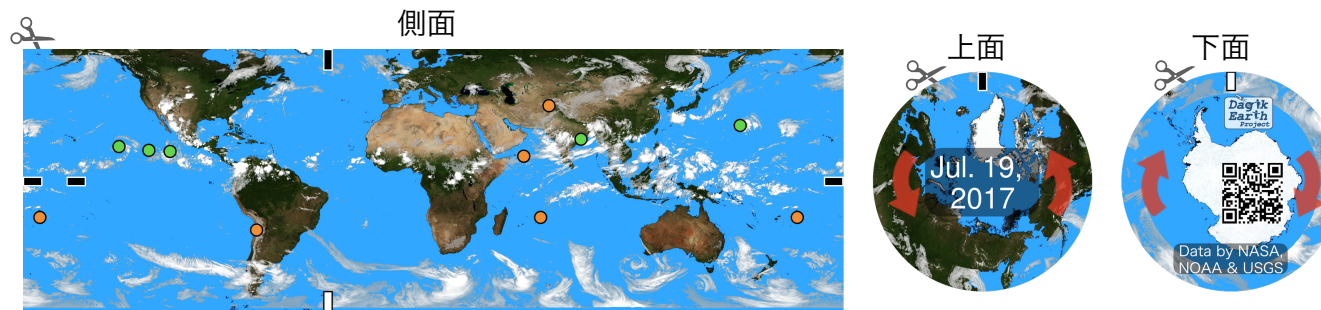 側面
上面
下面
Jul. 19,
2017
Dagik
Earth
Project
Data by NASA,
NOAA & USGS